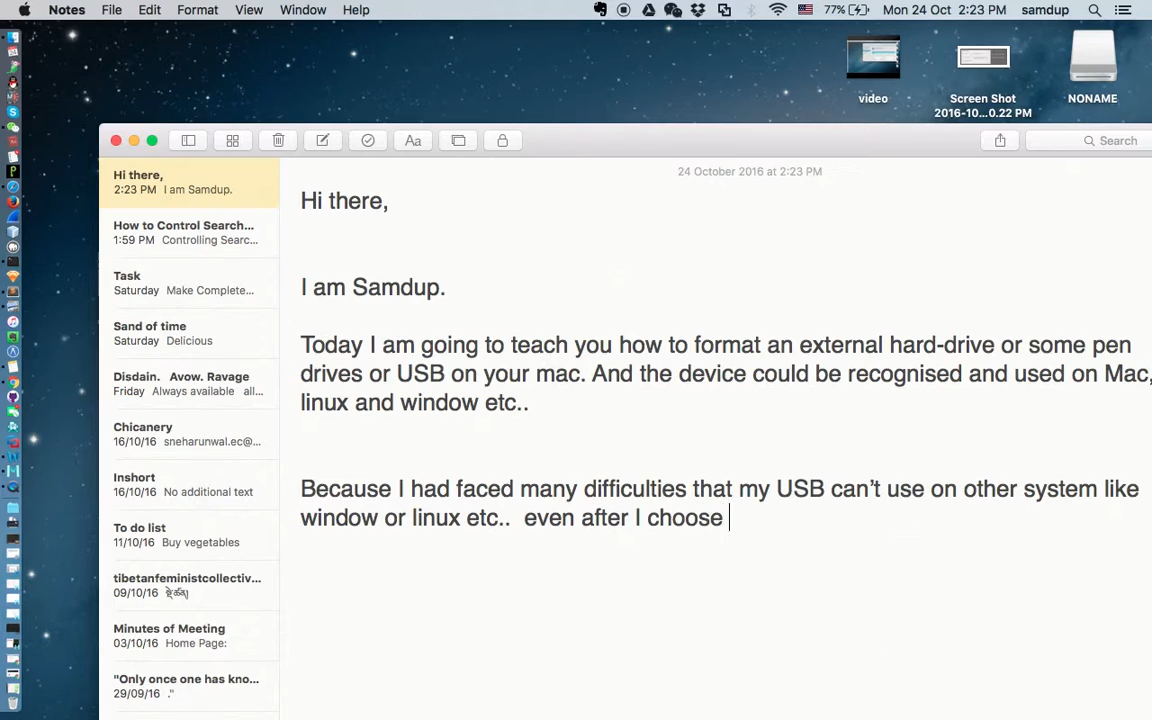 Notes File Edit Format View Window Help 77% Mon 24 Oct 2:23 PM samdup
video
Screen Shot
2016-10...0.22 PM
NONAME
Aa
Search
Hi there,
2:23 PM I am Samdup.
How to Control Search...
1:59 PM Controlling Searc...
Task
Saturday Make Complete...
Sand of time
Saturday Delicious
Disdain. Avow. Ravage
Friday Always available all...
Chicanery
16/10/16 sneharunwal.ec@...
Inshort
16/10/16 No additional text
To do list
11/10/16 Buy vegetables
tibetanfeministcollectiv...
09/10/16
Minutes of Meeting
03/10/16 Home Page:
"Only once one has kno...
29/09/16 ."
24 October 2016 at 2:23 PM
Hi there,
I am Samdup.
Today I am going to teach you how to format an external hard-drive or some pen
drives or USB on your mac. And the device could be recognised and used on Mac,
linux and window etc..
Because I had faced many difficulties that my USB can't use on other system like
window or linux etc.. even after I choose